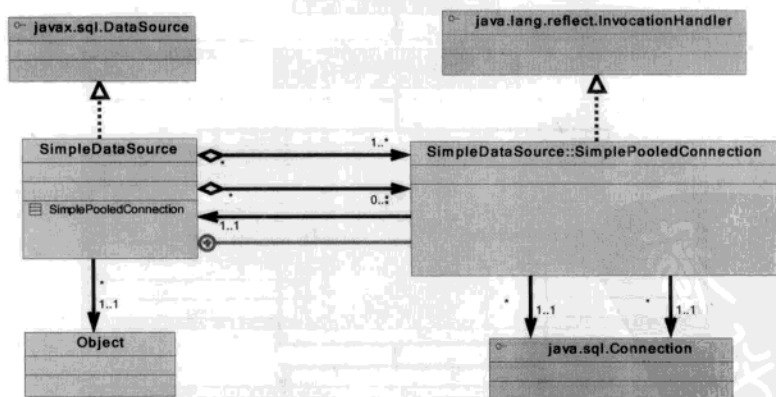 javax.sql.DataSource
java.lang.reflect.InvocationHandler
SimpleDataSource
SimpleDataSource::SimplePooledConnection
1..*
*
*
0..*
SimplePooledConnection
1..1
*
1..1
*
1..1
*
1..1
Object
java.sql.Connection